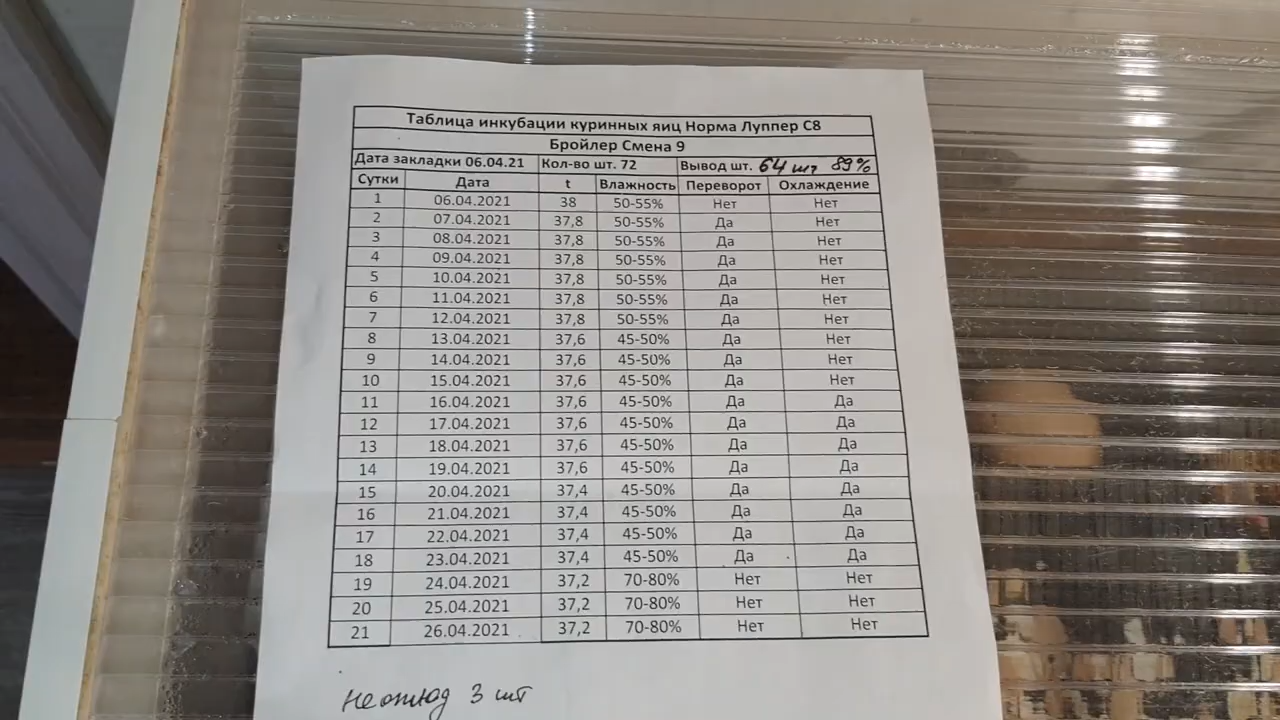 Таблица инкубации куринных яиц Норма Луппер С8
Бройлер Смена 9
Дата закладки 06.04.21 Кол-во шт. 72 Вывод шт. 64 шт 89%
Сутки Дата t Влажность Переворот Охлаждение
1 06.04.2021 38 50-55% Нет Нет
2 07.04.2021 37,8 50-55% Да Нет
3 08.04.2021 37,8 50-55% Да Нет
4 09.04.2021 37,8 50-55% Да Нет
5 10.04.2021 37,8 50-55% Да Нет
6 11.04.2021 37,8 50-55% Да Нет
7 12.04.2021 37,8 50-55% Да Нет
8 13.04.2021 37,6 45-50% Да Нет
9 14.04.2021 37,6 45-50% Да Нет
10 15.04.2021 37,6 45-50% Да Нет
11 16.04.2021 37,6 45-50% Да Да
12 17.04.2021 37,6 45-50% Да Да
13 18.04.2021 37,6 45-50% Да Да
14 19.04.2021 37,6 45-50% Да Да
15 20.04.2021 37,4 45-50% Да Да
16 21.04.2021 37,4 45-50% Да Да
17 22.04.2021 37,4 45-50% Да Да
18 23.04.2021 37,4 45-50% Да Да
19 24.04.2021 37,2 70-80% Нет Нет
20 25.04.2021 37,2 70-80% Нет Нет
21 26.04.2021 37,2 70-80% Нет Нет
Неоплод 3 шт